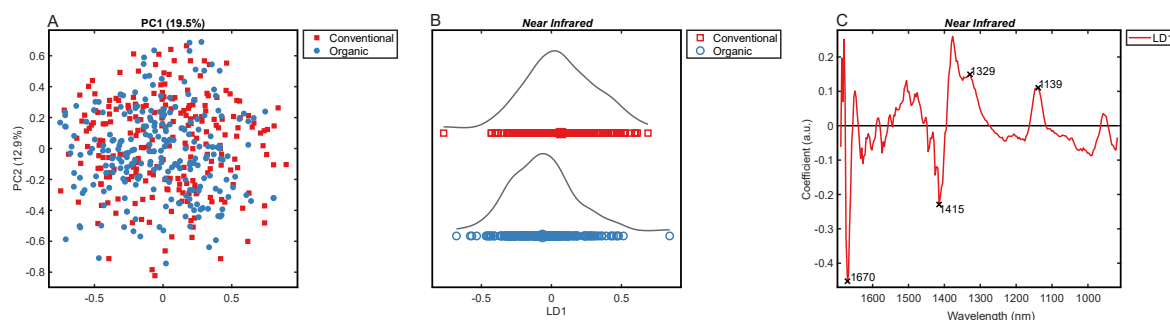 A
PC1 (19.5%)
Conventional
Organic
PC2 (12.9%)
0.6
0.4
0.2
0
-0.2
-0.4
-0.6
-0.8
-0.5
0
0.5
B
Near Infrared
Conventional
Organic
-0.5
0
0.5
LD1
C
Near Infrared
LD1
Coefficient (a.u.)
0.2
0.1
0
-0.1
-0.2
-0.3
-0.4
1329
1139
1415
1670
1600
1500
1400
1300
1200
1100
1000
Wavelength (nm)